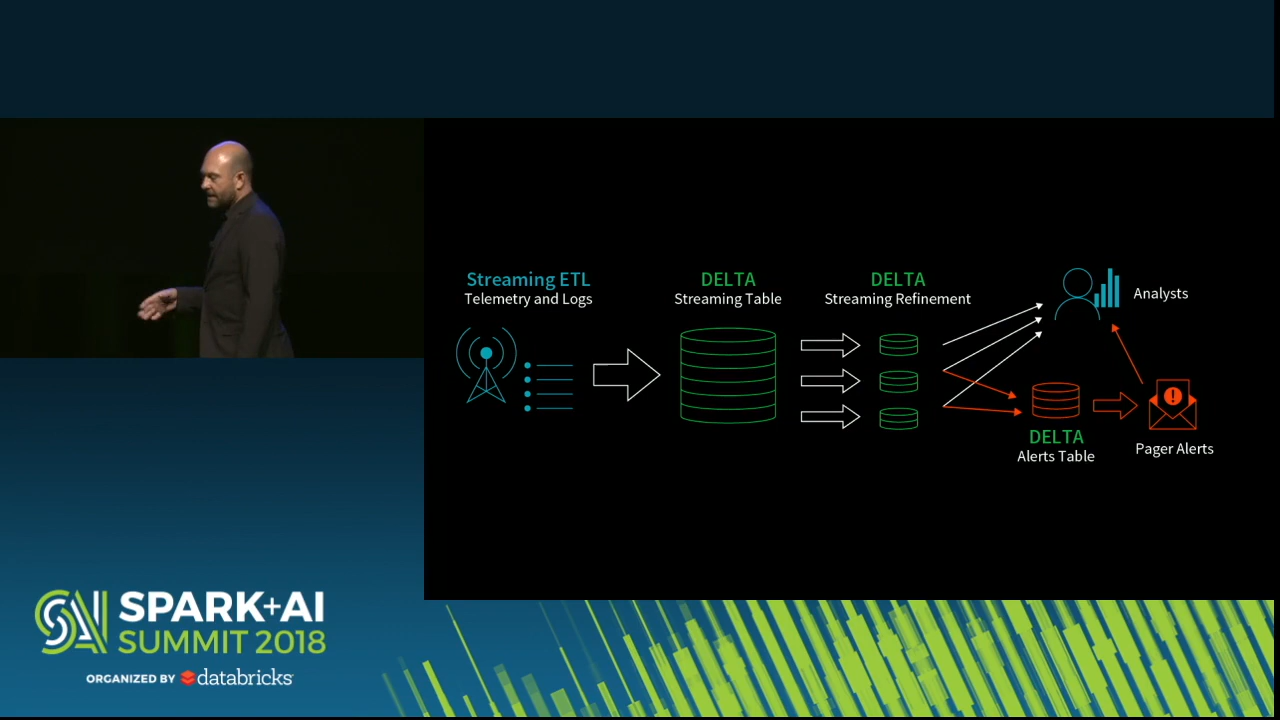 Streaming ETL
Telemetry and Logs
DELTA
Streaming Table
DELTA
Streaming Refinement
Analysts
DELTA
Alerts Table
Pager Alerts
SAI SPARK+AI
SUMMIT 2018
ORGANIZED BY databricks